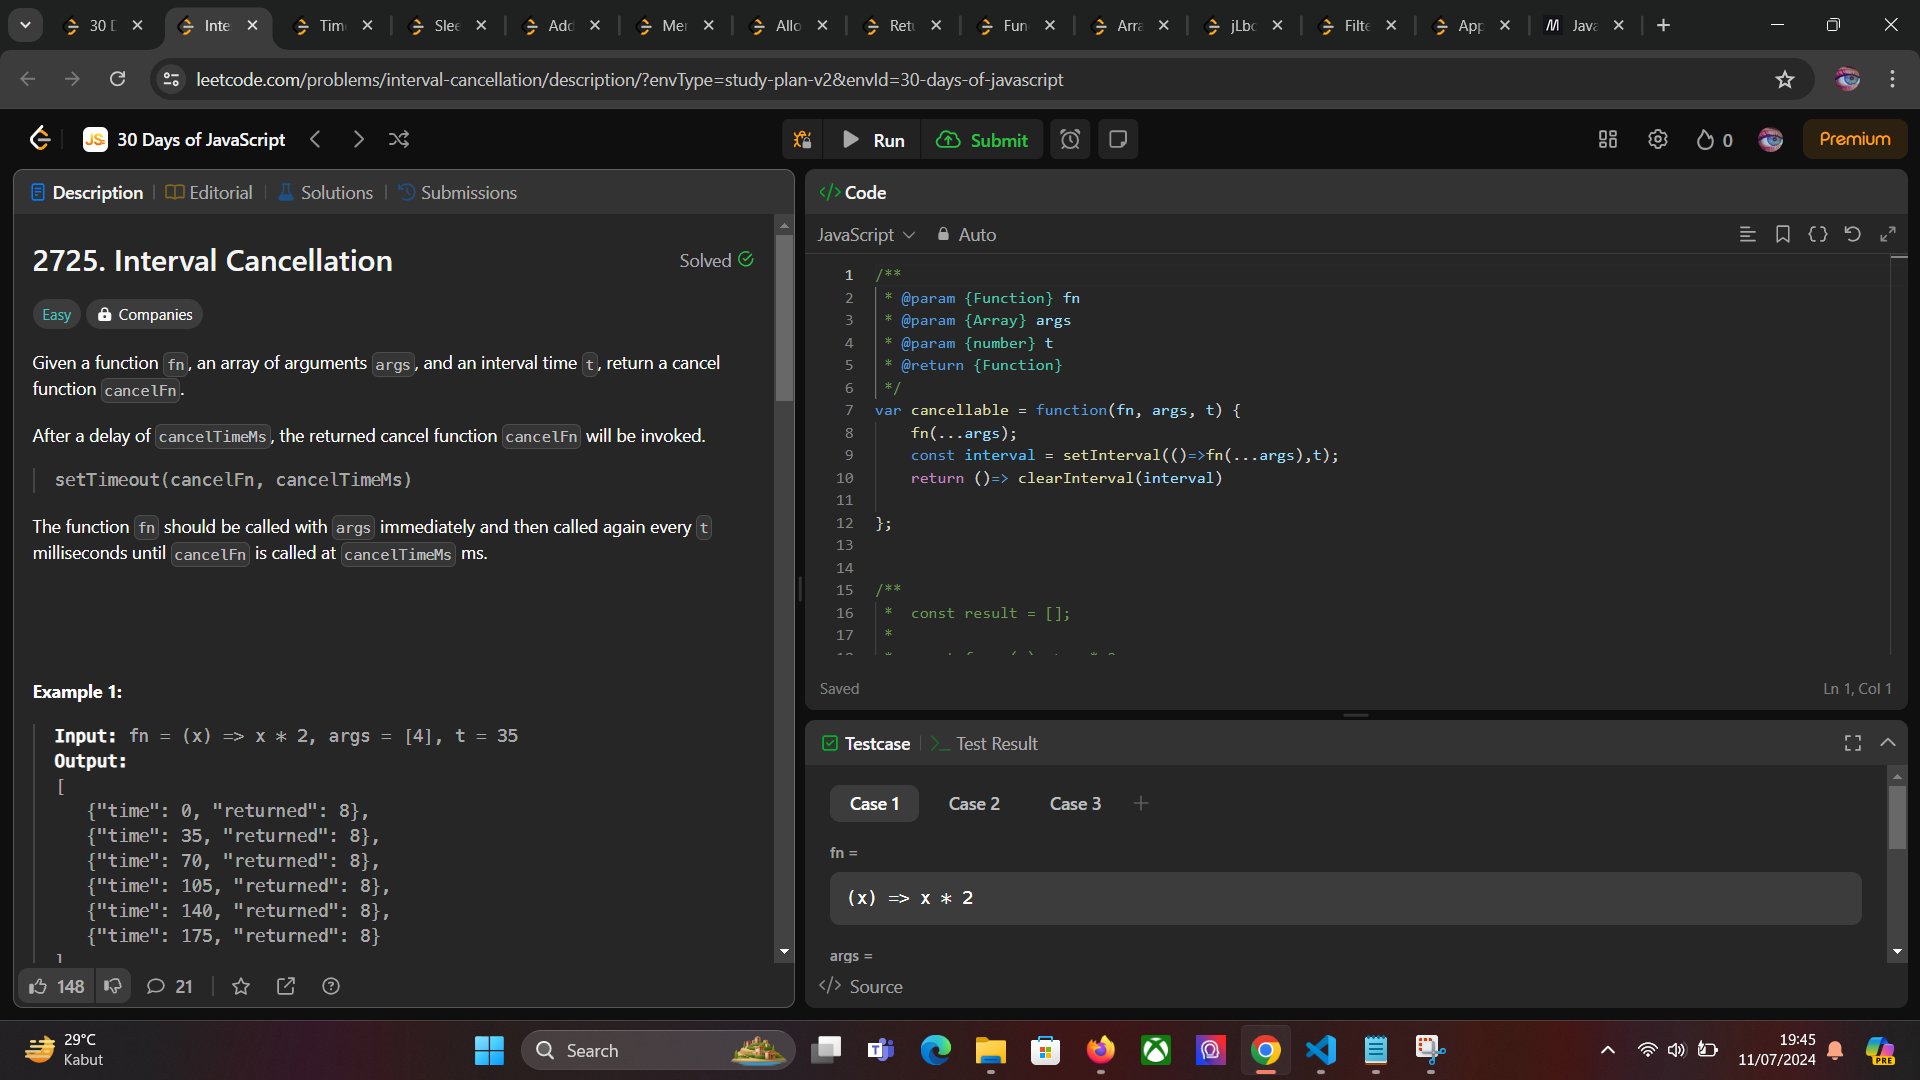 30 D
Inte
Tim
Slee
Add
Mer
Allo
Retu
Fun
Arra
jLbc
Filte
App
Java
leetcode.com/problems/interval-cancellation/description/?envType=study-plan-v2&envId=30-days-of-javascript
JS 30 Days of JavaScript
Run
Submit
0
Premium
Description
Editorial
Solutions
Submissions
2725. Interval Cancellation
Solved
Easy
Companies
Given a function fn, an array of arguments args, and an interval time t, return a cancel
function cancelFn.
After a delay of cancelTimeMs, the returned cancel function cancelFn will be invoked.
setTimeout(cancelFn, cancelTimeMs)
The function fn should be called with args immediately and then called again every t
milliseconds until cancelFn is called at cancelTimeMs ms.
Example 1:
Input: fn = (x) => x * 2, args = [4], t = 35
Output:
[
{"time": 0, "returned": 8},
{"time": 35, "returned": 8},
{"time": 70, "returned": 8},
{"time": 105, "returned": 8},
{"time": 140, "returned": 8},
{"time": 175, "returned": 8}
]
148
21
</> Code
JavaScript
Auto
1 /**
2 * @param {Function} fn
3 * @param {Array} args
4 * @param {number} t
5 * @return {Function}
6 */
7 var cancellable = function(fn, args, t) {
8 fn(...args);
9 const interval = setInterval(()=>fn(...args),t);
10 return ()=> clearInterval(interval)
11
12 };
13
14
15 /**
16 * const result = [];
17 *
Saved
Ln 1, Col 1
Testcase
Test Result
Case 1
Case 2
Case 3
fn =
(x) => x * 2
args =
</> Source
29°C
Kabut
Search
19:45
11/07/2024
PRE